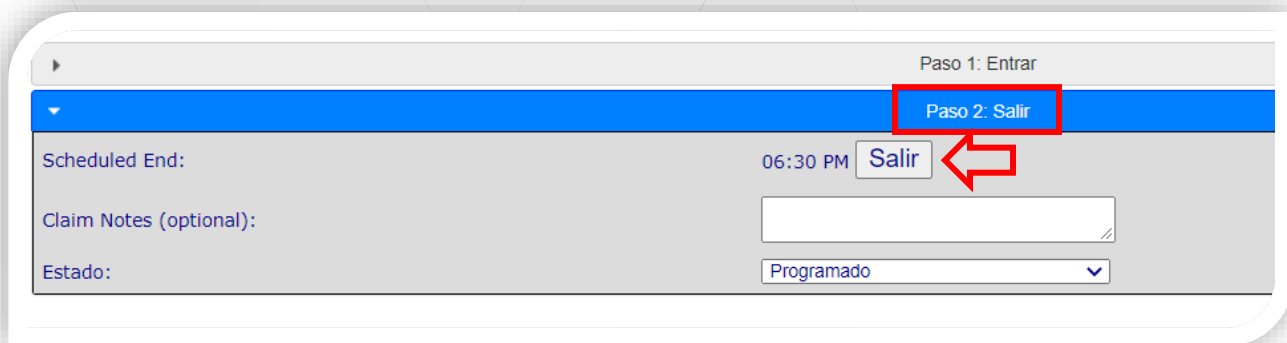 Paso 1: Entrar
Paso 2: Salir
Scheduled End: 06:30 PM Salir
Claim Notes (optional):
Estado: Programado